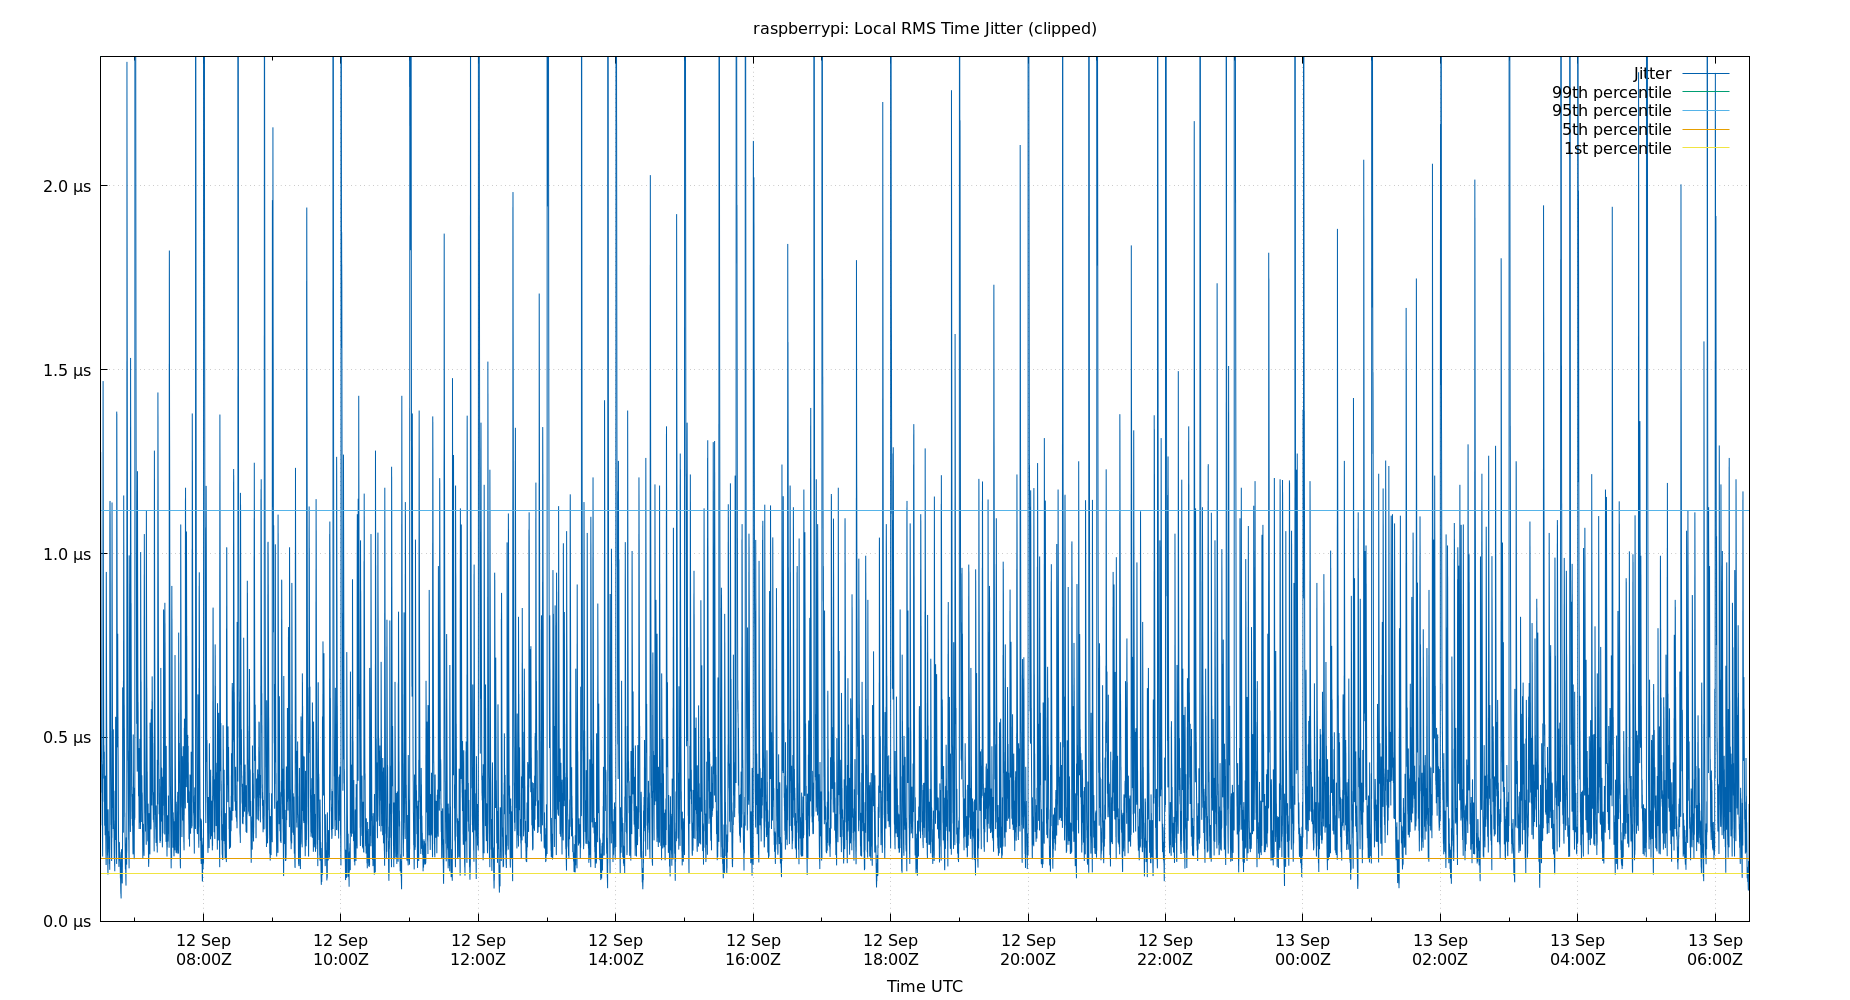 raspberrypi: Local RMS Time Jitter (clipped)
Jitter
99th percentile
95th percentile
5th percentile
1st percentile
2.0 μs
1.5 μs
1.0 μs
0.5 μs
0.0 μs
12 Sep 12 Sep 12 Sep 12 Sep 12 Sep 12 Sep 12 Sep 12 Sep 13 Sep 13 Sep 13 Sep 13 Sep
08:00Z 10:00Z 12:00Z 14:00Z 16:00Z 18:00Z 20:00Z 22:00Z 00:00Z 02:00Z 04:00Z 06:00Z
Time UTC